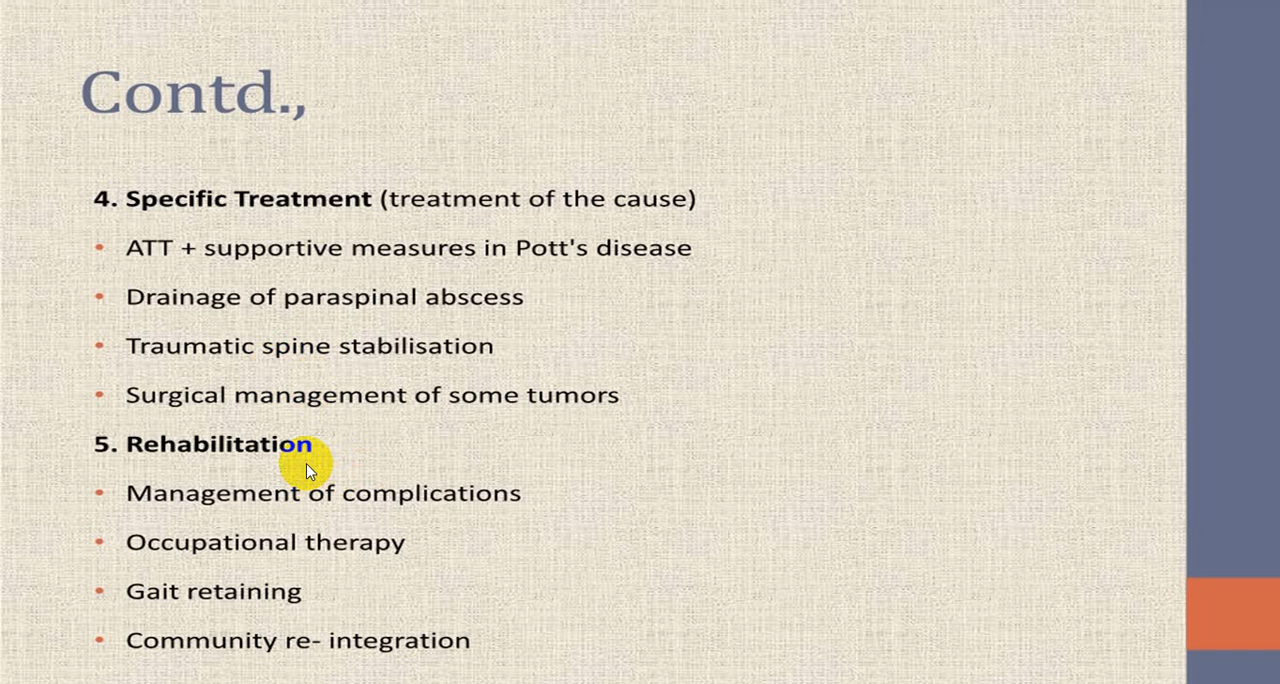 Contd.,
4. Specific Treatment (treatment of the cause)
• ATT + supportive measures in Pott's disease
• Drainage of paraspinal abscess
• Traumatic spine stabilisation
• Surgical management of some tumors
5. Rehabilitation
• Management of complications
• Occupational therapy
• Gait retaining
• Community re- integration